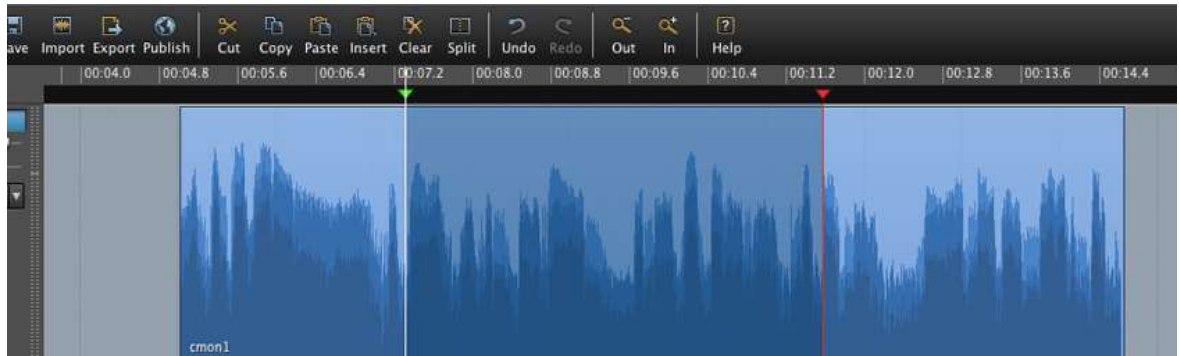 ave Import Export Publish Cut Copy Paste Insert Clear Split Undo Redo Out In Help
00:04.0 00:04.8 00:05.6 00:06.4 00:07.2 00:08.0 00:08.8 00:09.6 00:10.4 00:11.2 00:12.0 00:12.8 00:13.6 00:14.4
cmon1